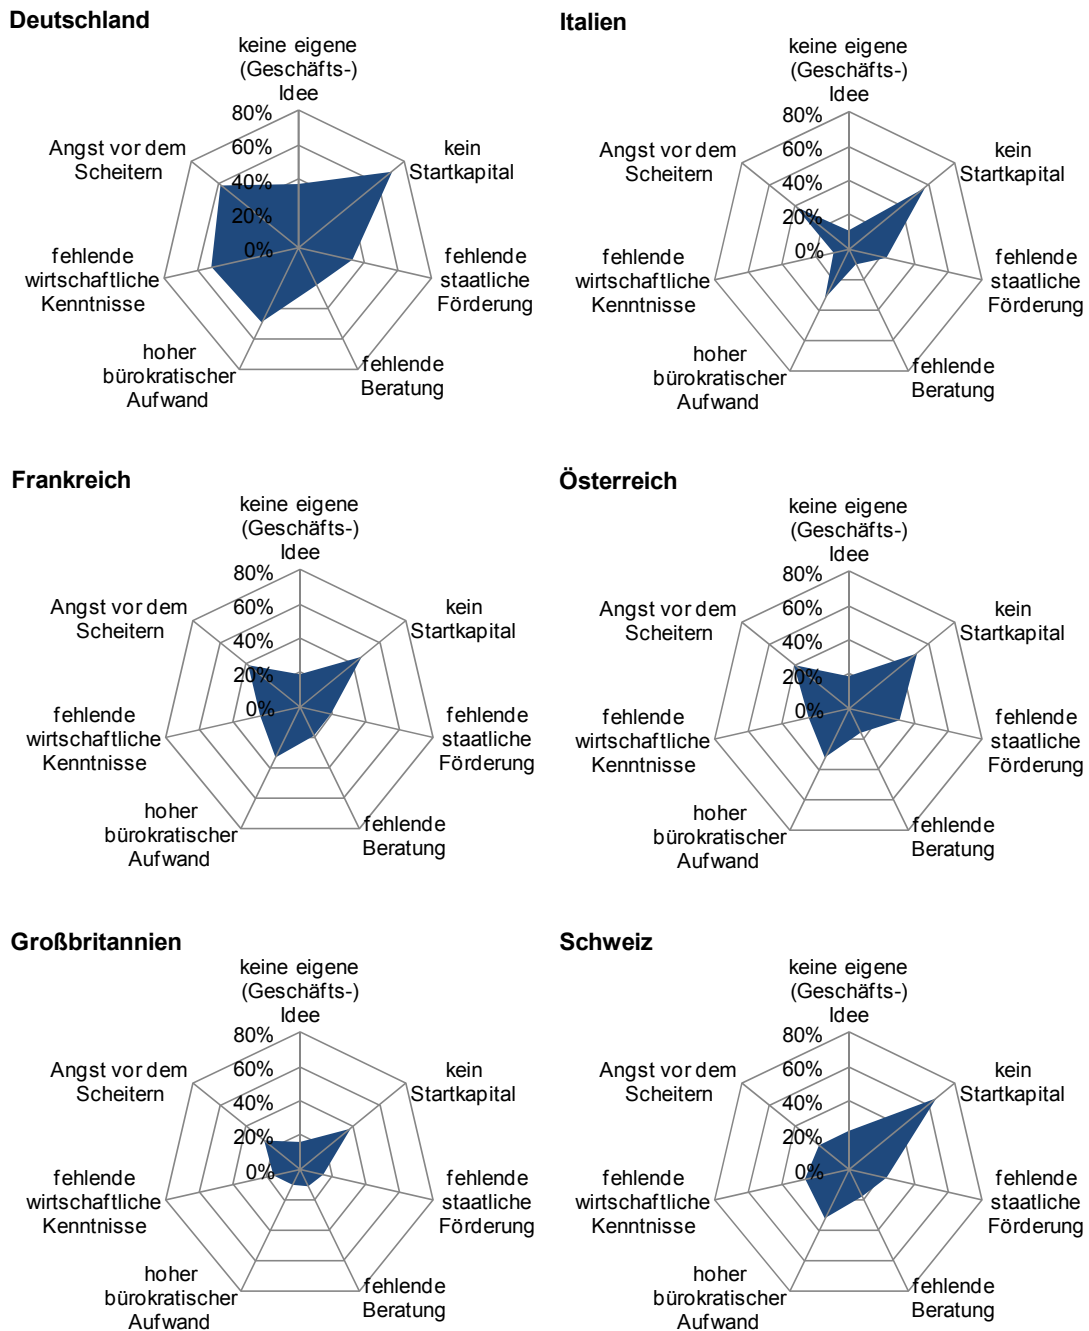 Deutschland
keine eigene
(Geschäfts-)
Idee
80%
60%
40%
20%
0%
kein
Startkapital
fehlende
staatliche
Förderung
fehlende
Beratung
hoher
bürokratischer
Aufwand
fehlende
wirtschaftliche
Kenntnisse
Angst vor dem
Scheitern
Italien
keine eigene
(Geschäfts-)
Idee
80%
60%
40%
20%
0%
kein
Startkapital
fehlende
staatliche
Förderung
fehlende
Beratung
hoher
bürokratischer
Aufwand
fehlende
wirtschaftliche
Kenntnisse
Angst vor dem
Scheitern
Frankreich
keine eigene
(Geschäfts-)
Idee
80%
60%
40%
20%
0%
kein
Startkapital
fehlende
staatliche
Förderung
fehlende
Beratung
hoher
bürokratischer
Aufwand
fehlende
wirtschaftliche
Kenntnisse
Angst vor dem
Scheitern
Österreich
keine eigene
(Geschäfts-)
Idee
80%
60%
40%
20%
0%
kein
Startkapital
fehlende
staatliche
Förderung
fehlende
Beratung
hoher
bürokratischer
Aufwand
fehlende
wirtschaftliche
Kenntnisse
Angst vor dem
Scheitern
Großbritannien
keine eigene
(Geschäfts-)
Idee
80%
60%
40%
20%
0%
kein
Startkapital
fehlende
staatliche
Förderung
fehlende
Beratung
hoher
bürokratischer
Aufwand
fehlende
wirtschaftliche
Kenntnisse
Angst vor dem
Scheitern
Schweiz
keine eigene
(Geschäfts-)
Idee
80%
60%
40%
20%
0%
kein
Startkapital
fehlende
staatliche
Förderung
fehlende
Beratung
hoher
bürokratischer
Aufwand
fehlende
wirtschaftliche
Kenntnisse
Angst vor dem
Scheitern